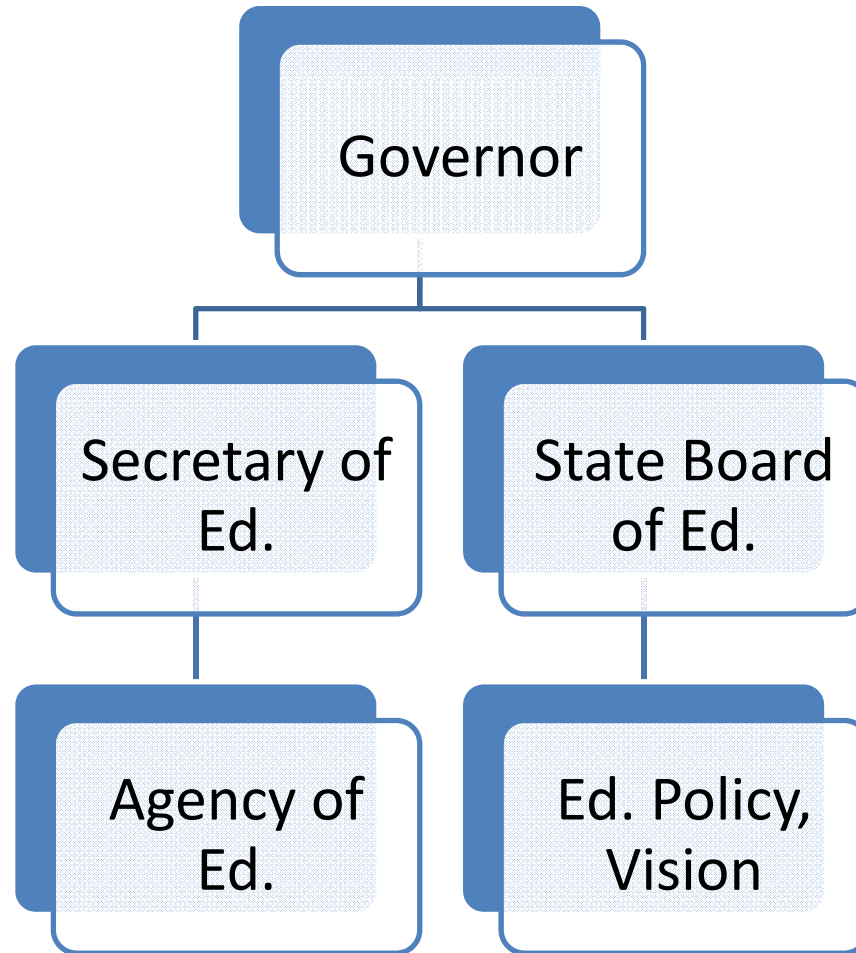 Governor
Secretary of
Ed.
State Board
of Ed.
Agency of
Ed.
Ed. Policy,
Vision